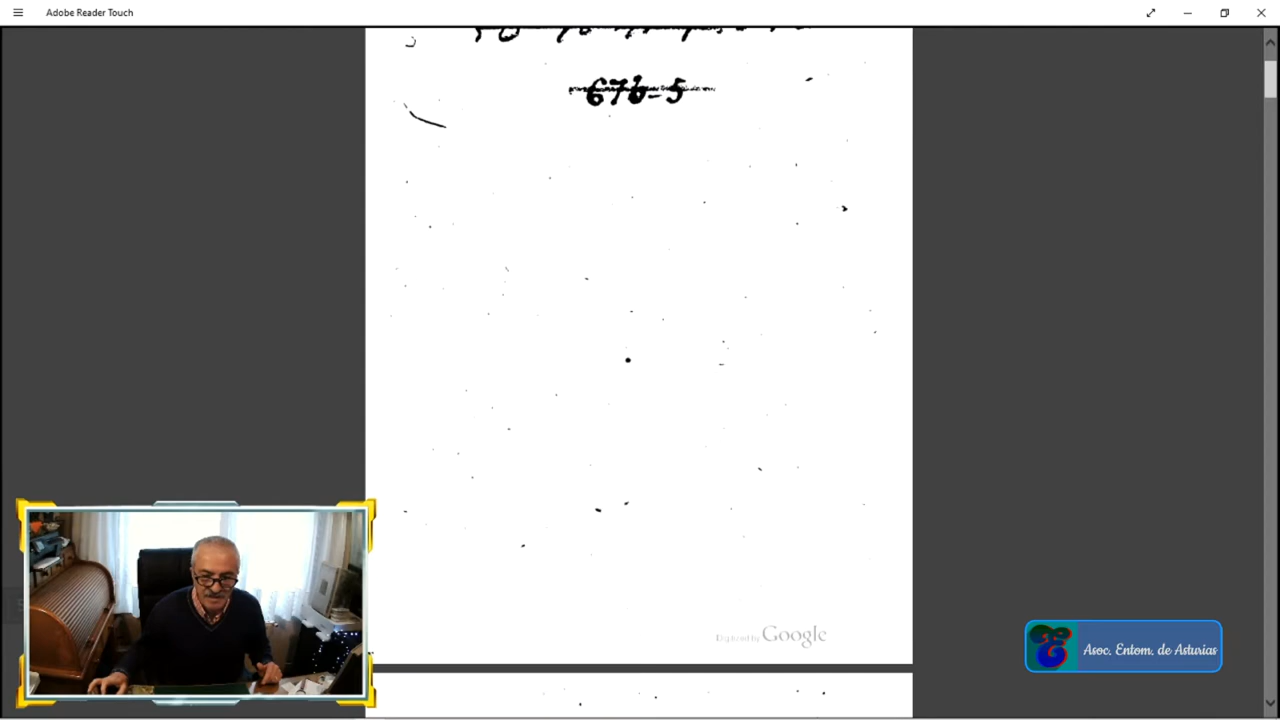 Adobe Reader Touch
676-5
Digitized by Google
Asoc. Entom. de Asturias